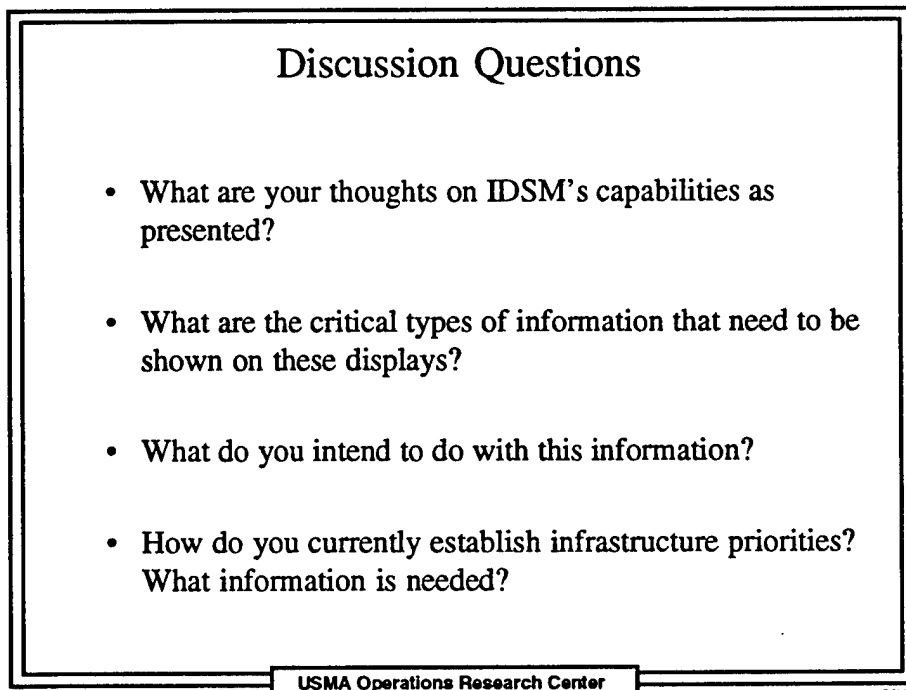 Discussion Questions
• What are your thoughts on IDSM's capabilities as
presented?
• What are the critical types of information that need to be
shown on these displays?
• What do you intend to do with this information?
• How do you currently establish infrastructure priorities?
What information is needed?
USMA Operations Research Center